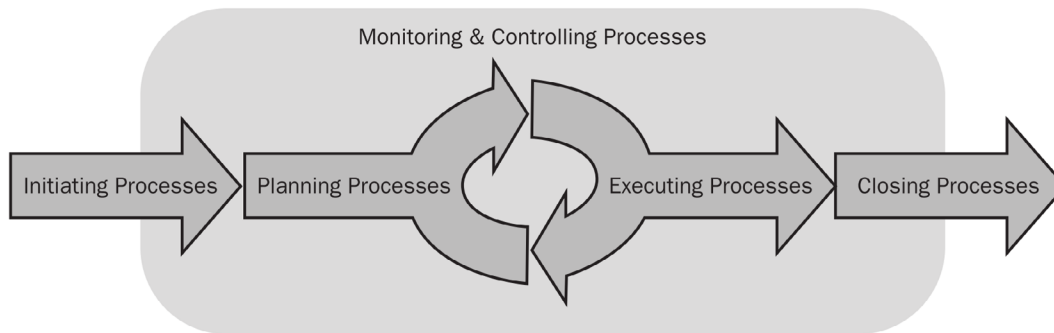 Monitoring & Controlling Processes
Initiating Processes
Planning Processes
Executing Processes
Closing Processes